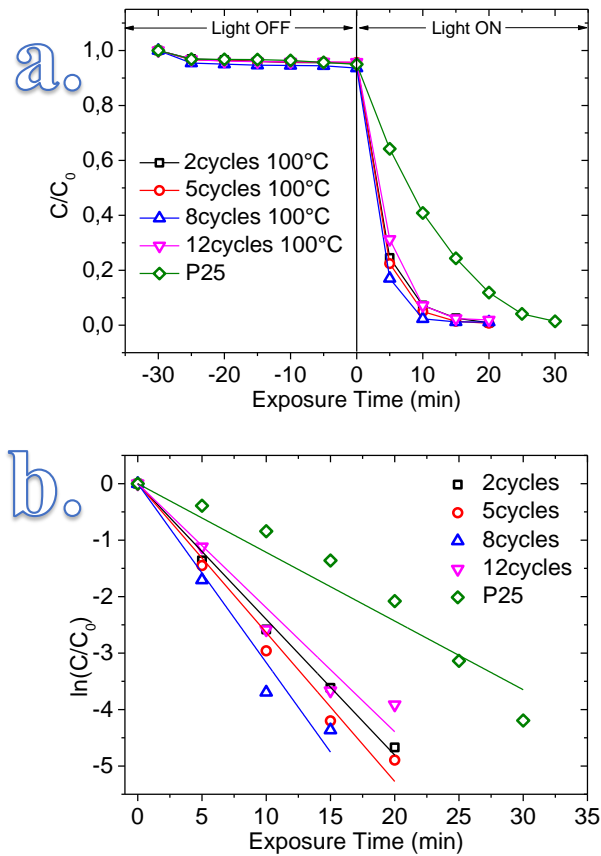 a.
Light OFF Light ON
1,0
0,8
0,6
0,4
0,2
0,0
C/C0
2cycles 100°C
5cycles 100°C
8cycles 100°C
12cycles 100°C
P25
-30 -20 -10 0 10 20 30
Exposure Time (min)
b.
0
-1
-2
-3
-4
-5
ln(C/C0)
2cycles
5cycles
8cycles
12cycles
P25
0 5 10 15 20 25 30 35
Exposure Time (min)